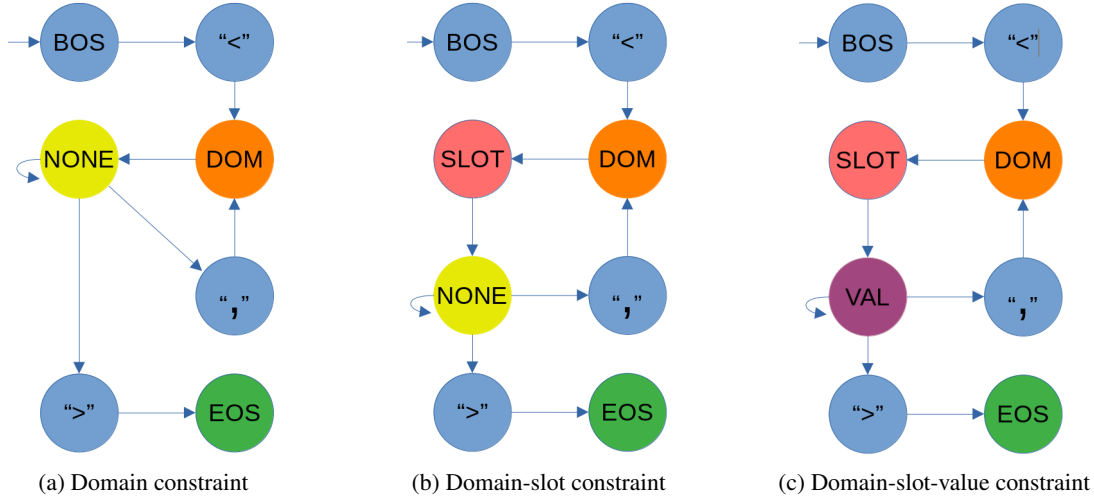 BOS “<” BOS “<” BOS “<”
NONE DOM SLOT DOM SLOT DOM
“,” NONE “,” VAL “,”
“>” EOS “>” EOS “>” EOS
(a) Domain constraint (b) Domain-slot constraint (c) Domain-slot-value constraint